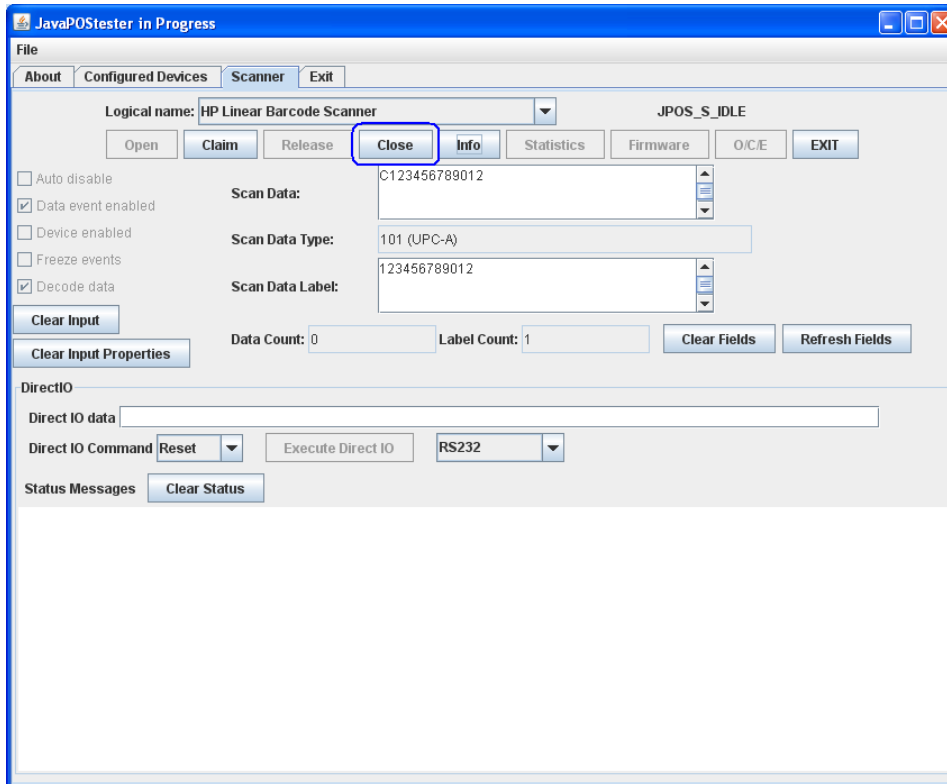 JavaPOStester in Progress
File
About Configured Devices Scanner Exit
Logical name: HP Linear Barcode Scanner JPOS_S_IDLE
Open Claim Release Close Info Statistics Firmware O/C/E EXIT
Auto disable
Data event enabled
Device enabled
Freeze events
Decode data
Clear Input
Clear Input Properties
Scan Data: C123456789012
Scan Data Type: 101 (UPC-A)
Scan Data Label: 123456789012
Data Count: 0 Label Count: 1 Clear Fields Refresh Fields
DirectIO
Direct IO data
Direct IO Command Reset Execute Direct IO RS232
Status Messages Clear Status